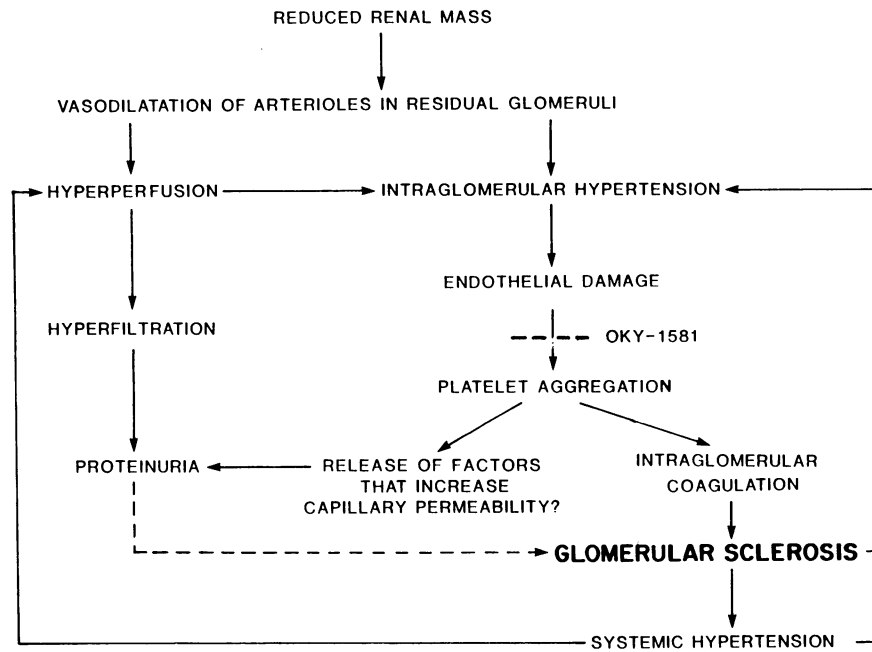 REDUCED RENAL MASS
VASODILATATION OF ARTERIOLES IN RESIDUAL GLOMERULI
HYPERPERFUSION
INTRAGLOMERULAR HYPERTENSION
ENDOTHELIAL DAMAGE
HYPERFILTRATION
OKY-1581
PLATELET AGGREGATION
PROTEINURIA
RELEASE OF FACTORS
THAT INCREASE
CAPILLARY PERMEABILITY?
INTRAGLOMERULAR
COAGULATION
GLOMERULAR SCLEROSIS
SYSTEMIC HYPERTENSION